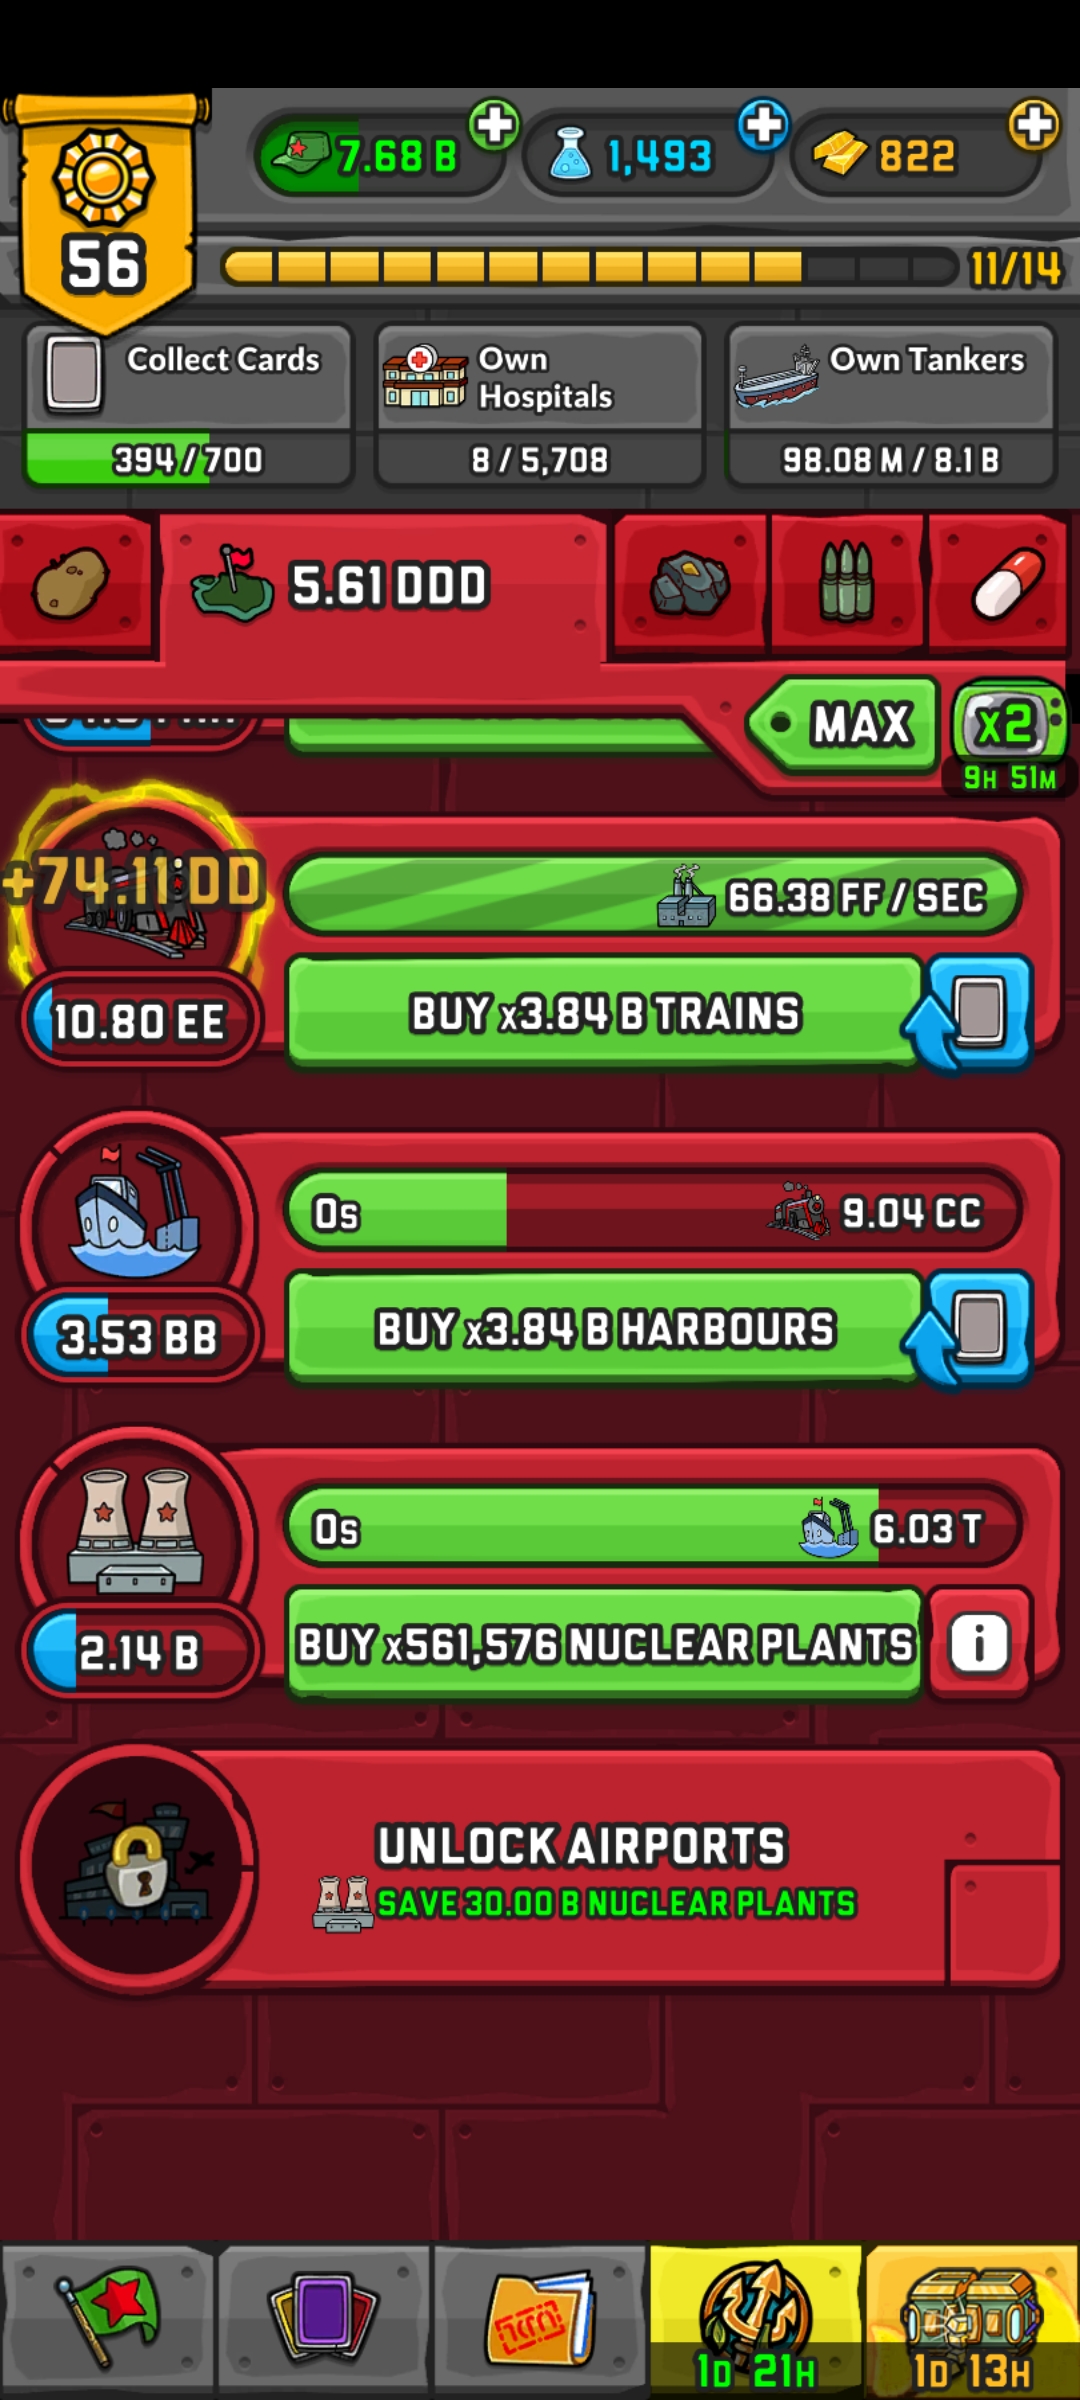 7.68 B
1,493
822
56
11/14
Collect Cards
394/700
Own
Hospitals
8/5,708
Own Tankers
98.08 M/8.1 B
5.61 DDD
MAX
x2
9H 51M
+74.11 DD
66.38 FF/SEC
10.80 EE
BUY x3.84 B TRAINS
0s
9.04 CC
3.53 BB
BUY x3.84 B HARBOURS
0s
6.03 T
2.14 B
BUY x561,576 NUCLEAR PLANTS
i
UNLOCK AIRPORTS
SAVE 30.00 B NUCLEAR PLANTS
1D 21H
1D 13H